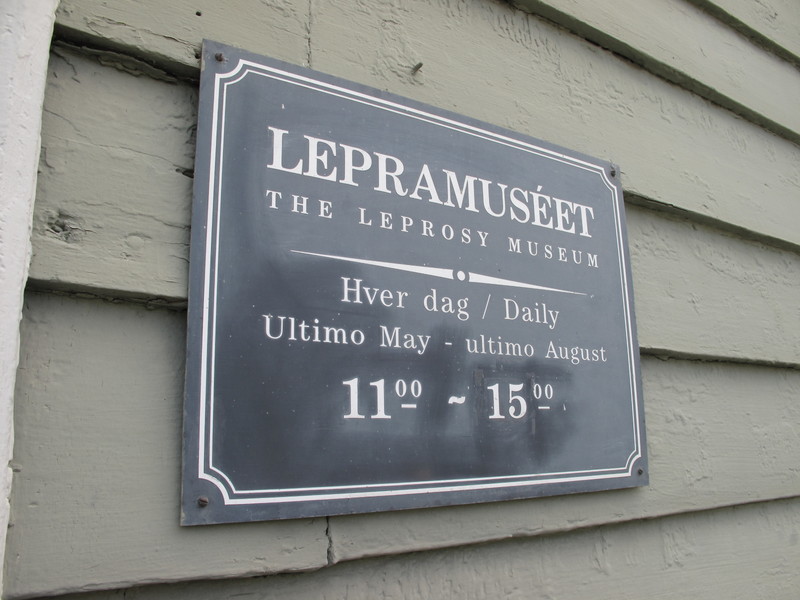 LEPRAMUSÉET
THE LEPROSY MUSEUM
Hver dag / Daily
Ultimo May - ultimo August
1100 ~ 1500